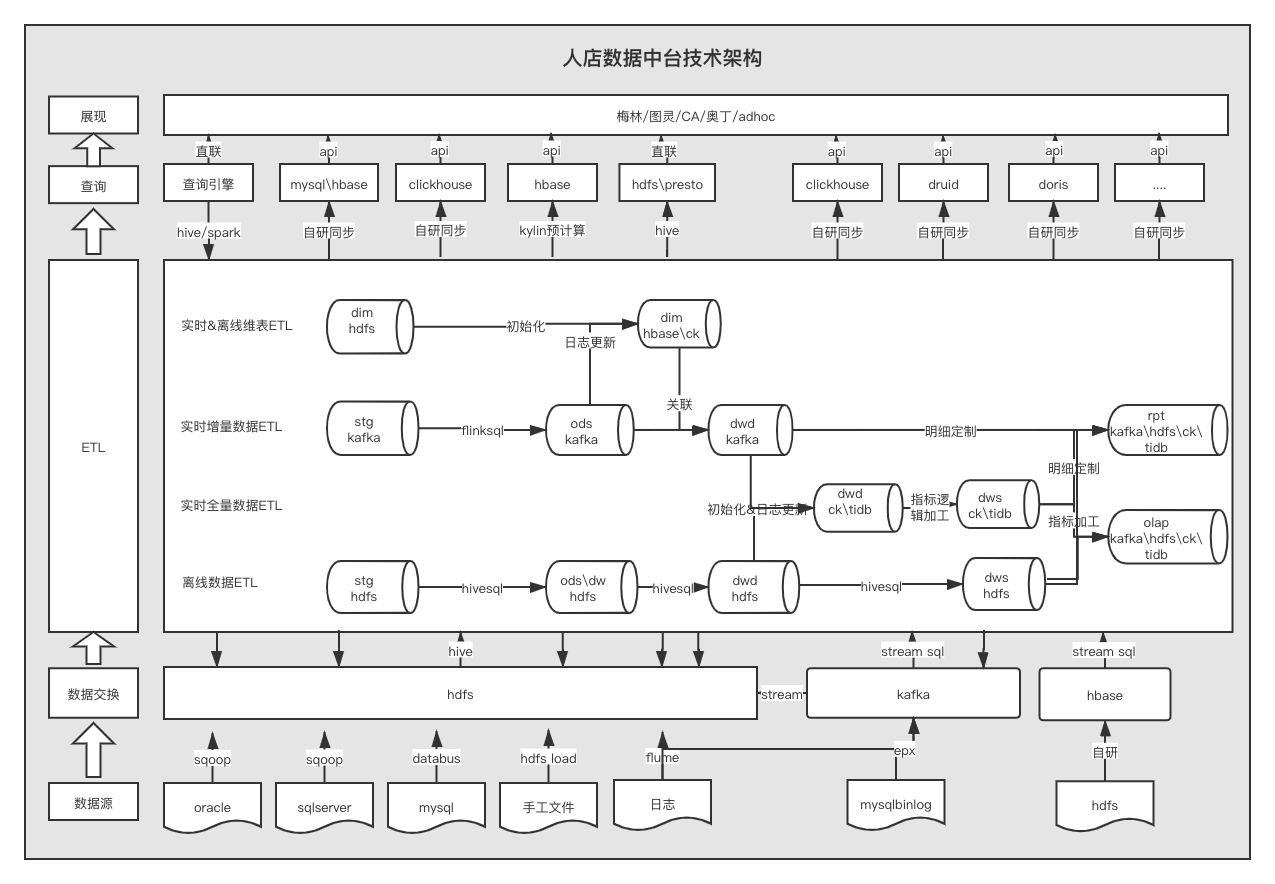 人店数据中台技术架构
展现
梅林/图灵/CA/奥丁/adhoc
直联
api
api
api
直联
api
api
api
api
查询
查询引擎
mysql\hbase
clickhouse
hbase
hdfs\presto
clickhouse
druid
doris
....
hive/spark
自研同步
自研同步
kylin预计算
hive
自研同步
自研同步
自研同步
自研同步
ETL
实时&离线维表ETL
dim
hdfs
初始化
日志更新
dim
hbase\ck
关联
实时增量数据ETL
stg
kafka
flinksql
ods
kafka
dwd
kafka
明细定制
rpt
kafka\hdfs\ck\
tidb
明细定制
实时全量数据ETL
初始化&日志更新
dwd
ck\tidb
指标逻
辑加工
dws
ck\tidb
指标加工
olap
kafka\hdfs\ck\
tidb
离线数据ETL
stg
hdfs
hivesql
ods\dw
hdfs
hivesql
dwd
hdfs
hivesql
dws
hdfs
hive
stream sql
stream sql
数据交换
hdfs
stream
kafka
hbase
sqoop
sqoop
databus
hdfs load
flume
epx
自研
数据源
oracle
sqlserver
mysql
手工文件
日志
mysqlbinlog
hdfs